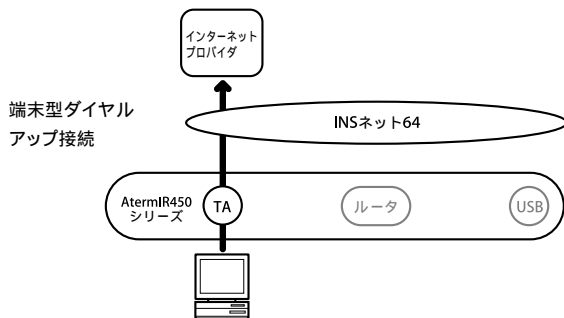 インターネット
プロバイダ
端末型ダイヤル
アップ接続
INSネット64
AtermIR450
シリーズ
TA
ルータ
USB